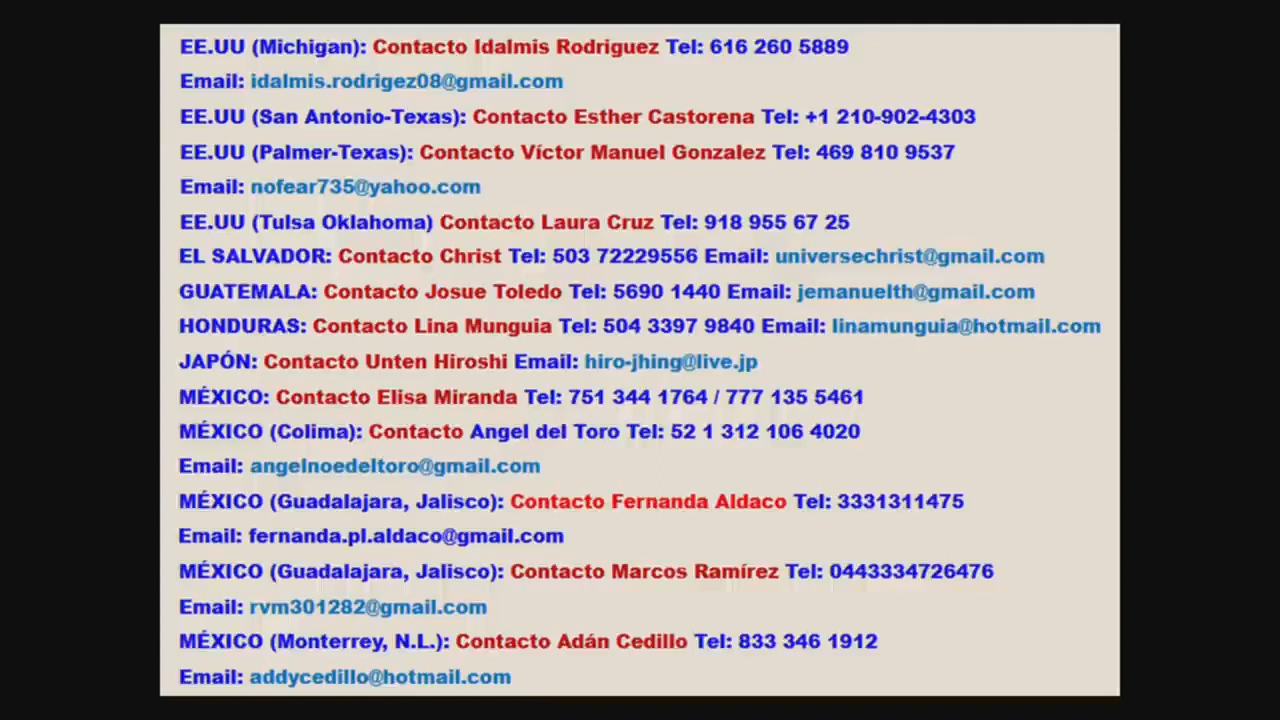 EE.UU (Michigan): Contacto Idalmis Rodriguez Tel: 616 260 5889
Email: idalmis.rodrigez08@gmail.com
EE.UU (San Antonio-Texas): Contacto Esther Castorena Tel: +1 210-902-4303
EE.UU (Palmer-Texas): Contacto Víctor Manuel Gonzalez Tel: 469 810 9537
Email: nofear735@yahoo.com
EE.UU (Tulsa Oklahoma) Contacto Laura Cruz Tel: 918 955 67 25
EL SALVADOR: Contacto Christ Tel: 503 72229556 Email: universechrist@gmail.com
GUATEMALA: Contacto Josue Toledo Tel: 5690 1440 Email: jemanuelth@gmail.com
HONDURAS: Contacto Lina Munguia Tel: 504 3397 9840 Email: linamunguia@hotmail.com
JAPÓN: Contacto Unten Hiroshi Email: hiro-jhing@live.jp
MÉXICO: Contacto Elisa Miranda Tel: 751 344 1764 / 777 135 5461
MÉXICO (Colima): Contacto Angel del Toro Tel: 52 1 312 106 4020
Email: angelnoedeltoro@gmail.com
MÉXICO (Guadalajara, Jalisco): Contacto Fernanda Aldaco Tel: 3331311475
Email: fernanda.pl.aldaco@gmail.com
MÉXICO (Guadalajara, Jalisco): Contacto Marcos Ramírez Tel: 0443334726476
Email: rvm301282@gmail.com
MÉXICO (Monterrey, N.L.): Contacto Adán Cedillo Tel: 833 346 1912
Email: addycedillo@hotmail.com